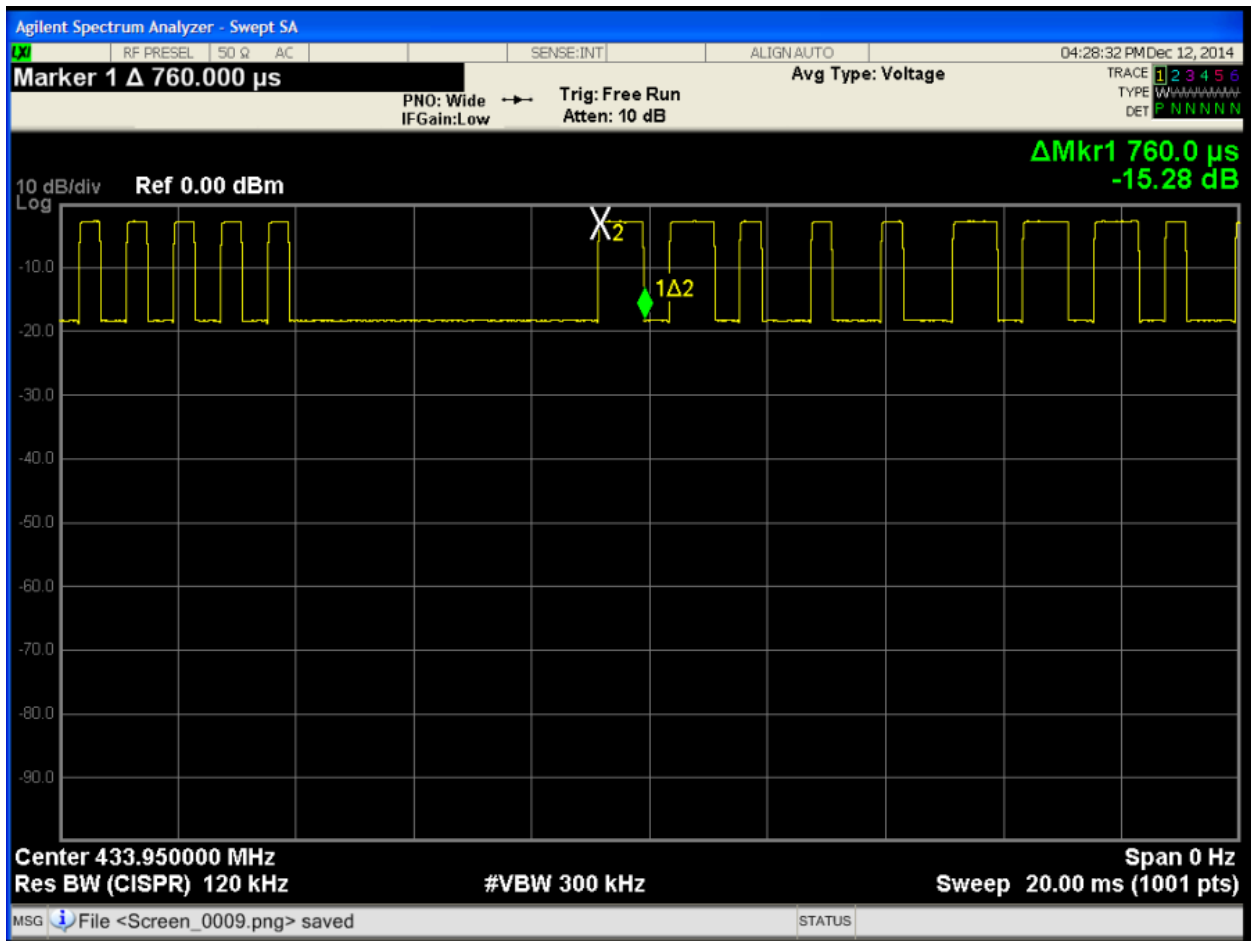 Agilent Spectrum Analyzer - Swept SA
LXI RF PRESEL 50 Ω AC SENSE:INT ALIGN AUTO 04:28:32 PM Dec 12, 2014
Marker 1 Δ 760.000 µs
PNO: Wide
IFGain:Low
Trig: Free Run
Atten: 10 dB
Avg Type: Voltage
TRACE 1 2 3 4 5 6
TYPE WWWWWWW
DET P N N N N N
ΔMkr1 760.0 µs
-15.28 dB
10 dB/div Ref 0.00 dBm
Log
X2
-10.0
1Δ2
-20.0
-30.0
-40.0
-50.0
-60.0
-70.0
-80.0
-90.0
Center 433.950000 MHz Span 0 Hz
Res BW (CISPR) 120 kHz #VBW 300 kHz Sweep 20.00 ms (1001 pts)
MSG File <Screen_0009.png> saved STATUS